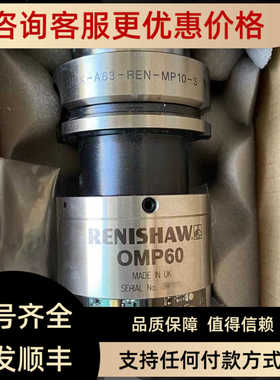 咨询客服更优惠价格
-A63-REN-MP10-S
RENISHAW
OMP60
MADE IN UK
SERIAL No.
号齐全
品质保障 值得信赖
发顺丰
支持任何付款方式